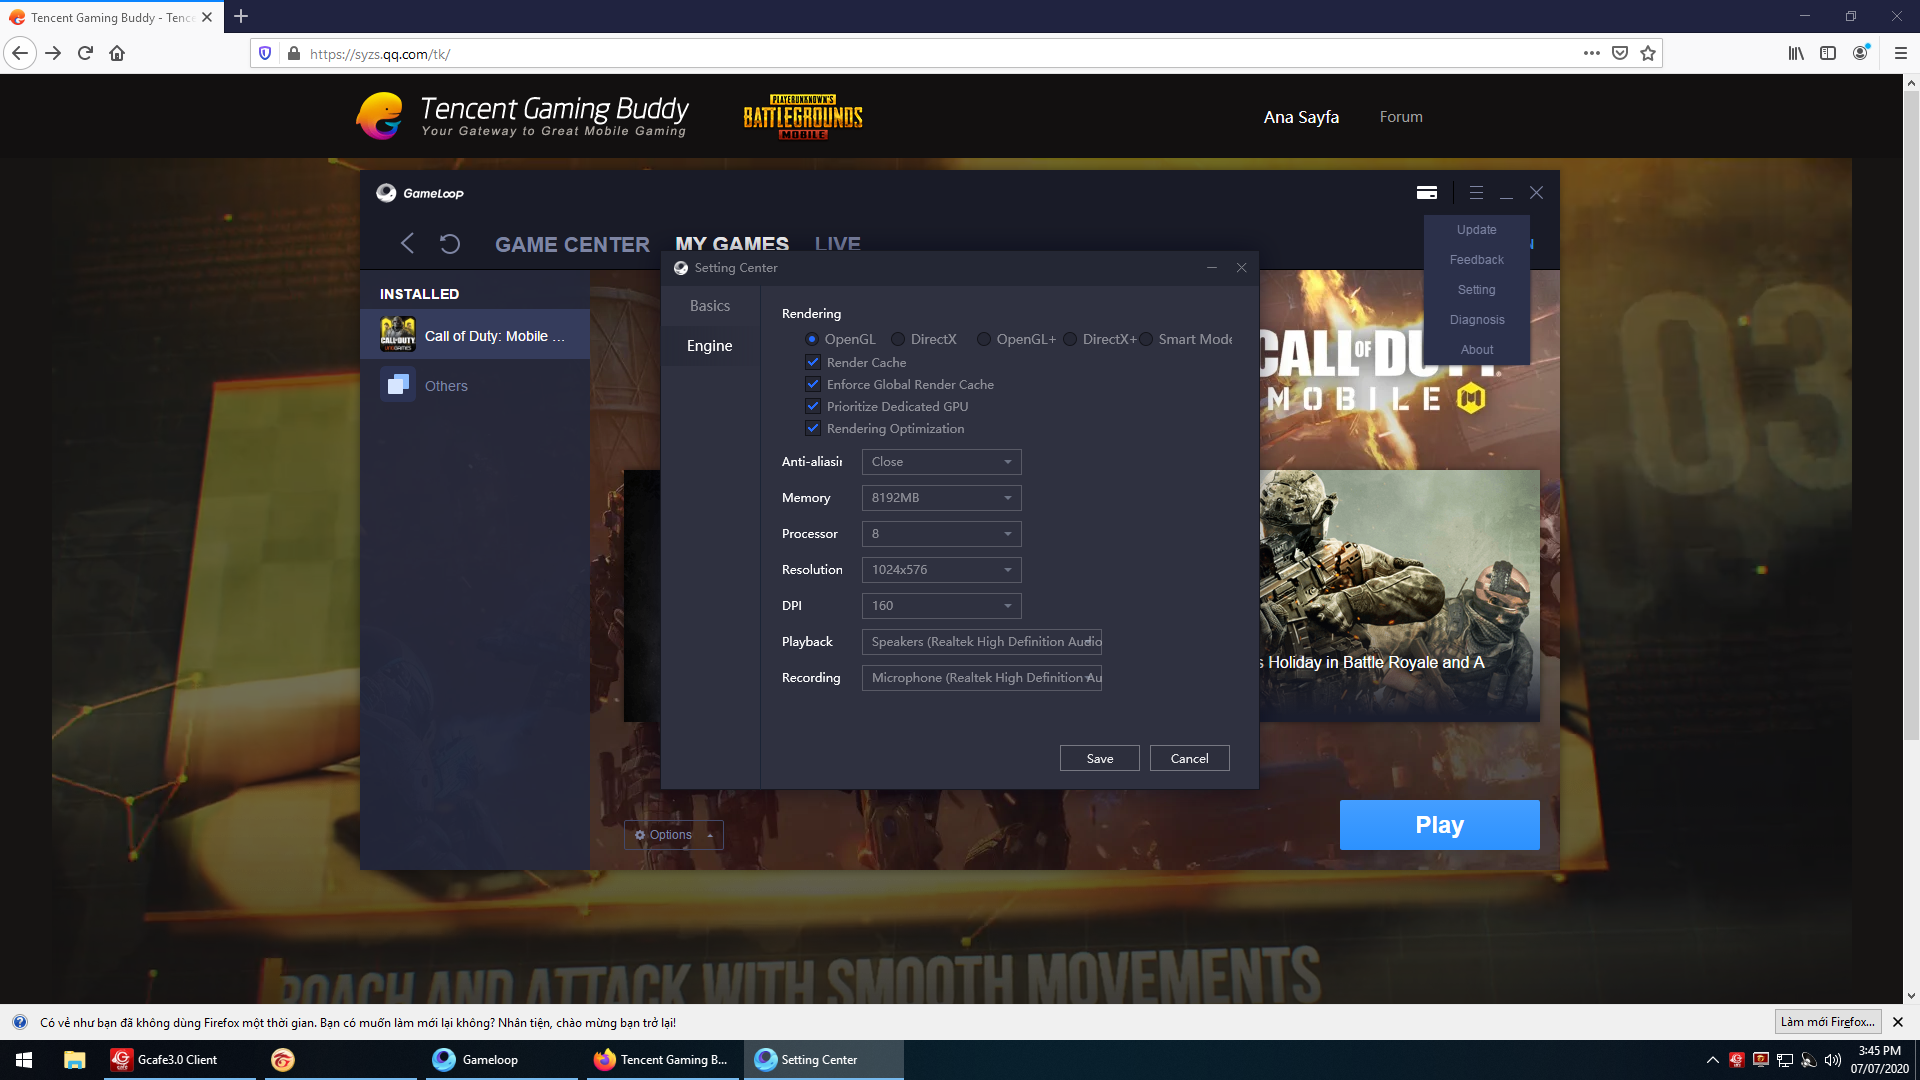 Tencent Gaming Buddy - Tence
https://syzs.qq.com/tk/
Tencent Gaming Buddy
Your Gateway to Great Mobile Gaming
PLAYERUNKNOWN'S
BATTLEGROUNDS
MOBILE
Ana Sayfa
Forum
GameLoop
GAME CENTER
MY GAMES
LIVE
Update
Feedback
Setting
Diagnosis
About
INSTALLED
Call of Duty: Mobile ...
Others
Setting Center
Basics
Engine
Rendering
OpenGL
DirectX
OpenGL+
DirectX+
Smart Mode
Render Cache
Enforce Global Render Cache
Prioritize Dedicated GPU
Rendering Optimization
Anti-aliasin
Close
Memory
8192MB
Processor
8
Resolution
1024x576
DPI
160
Playback
Speakers (Realtek High Definition Audio
Recording
Microphone (Realtek High Definition Au
Save
Cancel
CALL OF DUTY
MOBILE
s Holiday in Battle Royale and A
Options
Play
03
ROACH AND ATTACK WITH SMOOTH MOVEMENTS
Có vẻ như bạn đã không dùng Firefox một thời gian. Bạn có muốn làm mới lại không? Nhân tiện, chào mừng bạn trở lại!
Làm mới Firefox...
Gcafe3.0 Client
Gameloop
Tencent Gaming B...
Setting Center
3:45 PM
07/07/2020